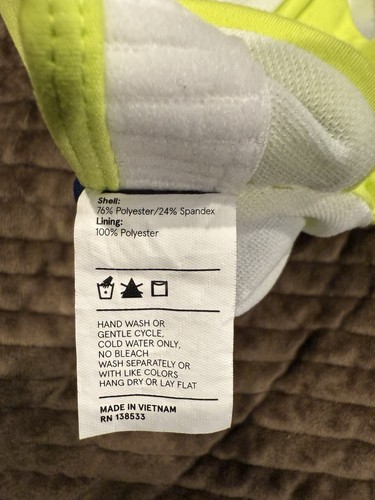 Shell:
76% Polyester/24% Spandex
Lining:
100% Polyester
HAND WASH OR
GENTLE CYCLE,
COLD WATER ONLY,
NO BLEACH
WASH SEPARATELY OR
WITH LIKE COLORS
HANG DRY OR LAY FLAT
MADE IN VIETNAM
RN 138533